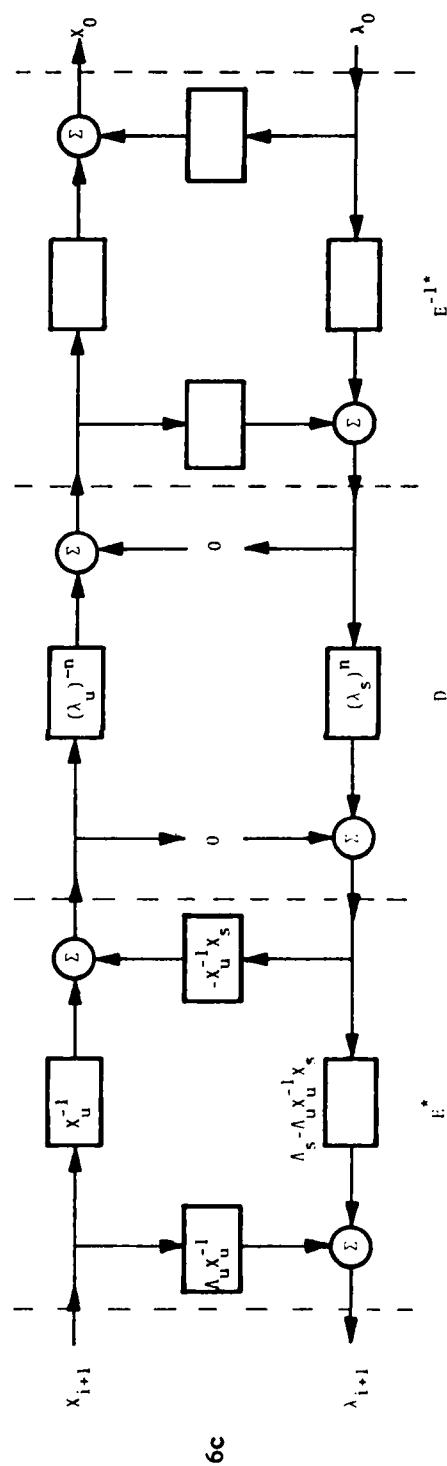 6c
X_{i+1}
X_u^{-1}
Σ
(λ_u)^{-n}
Σ
Σ
X_0
Λ_u X_u^{-1}
-X_u^{-1} X_s
0
0
λ_{i+1}
Σ
Λ_s-Λ_u X_u^{-1} X_s
Σ
(λ_s)^n
Σ
λ_0
E^*
D
E^{-1*}